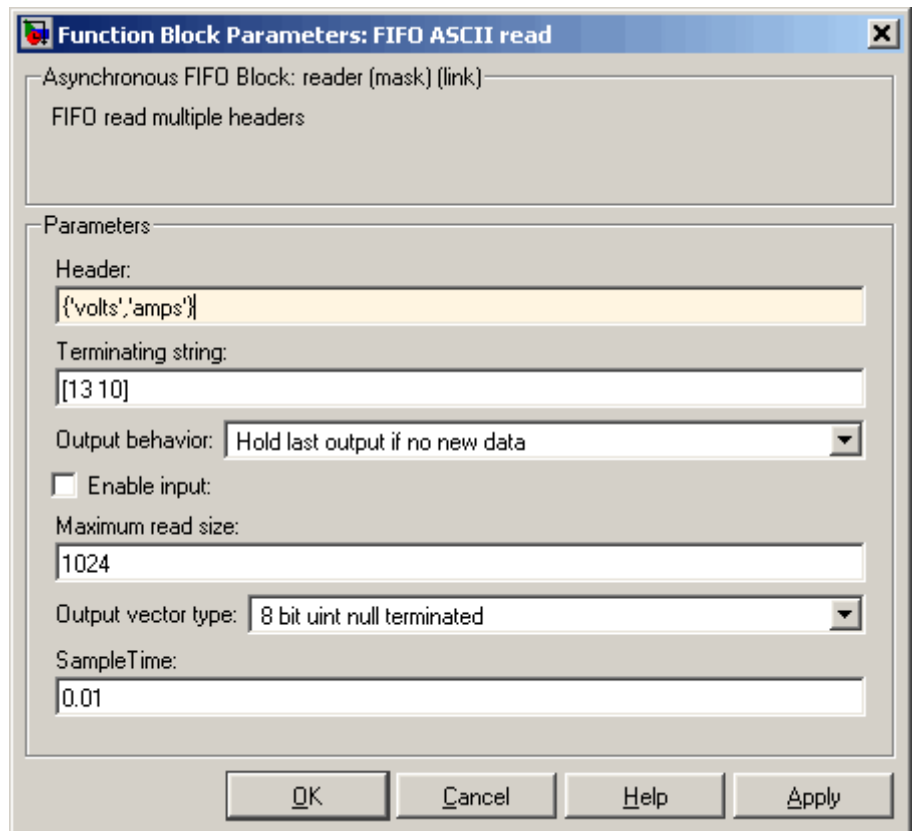 Function Block Parameters: FIFO ASCII read
Asynchronous FIFO Block: reader (mask) (link)
FIFO read multiple headers
Parameters
Header:
{'volts','amps'}
Terminating string:
[13 10]
Output behavior: Hold last output if no new data
Enable input:
Maximum read size:
1024
Output vector type: 8 bit uint null terminated
SampleTime:
0.01
OK Cancel Help Apply